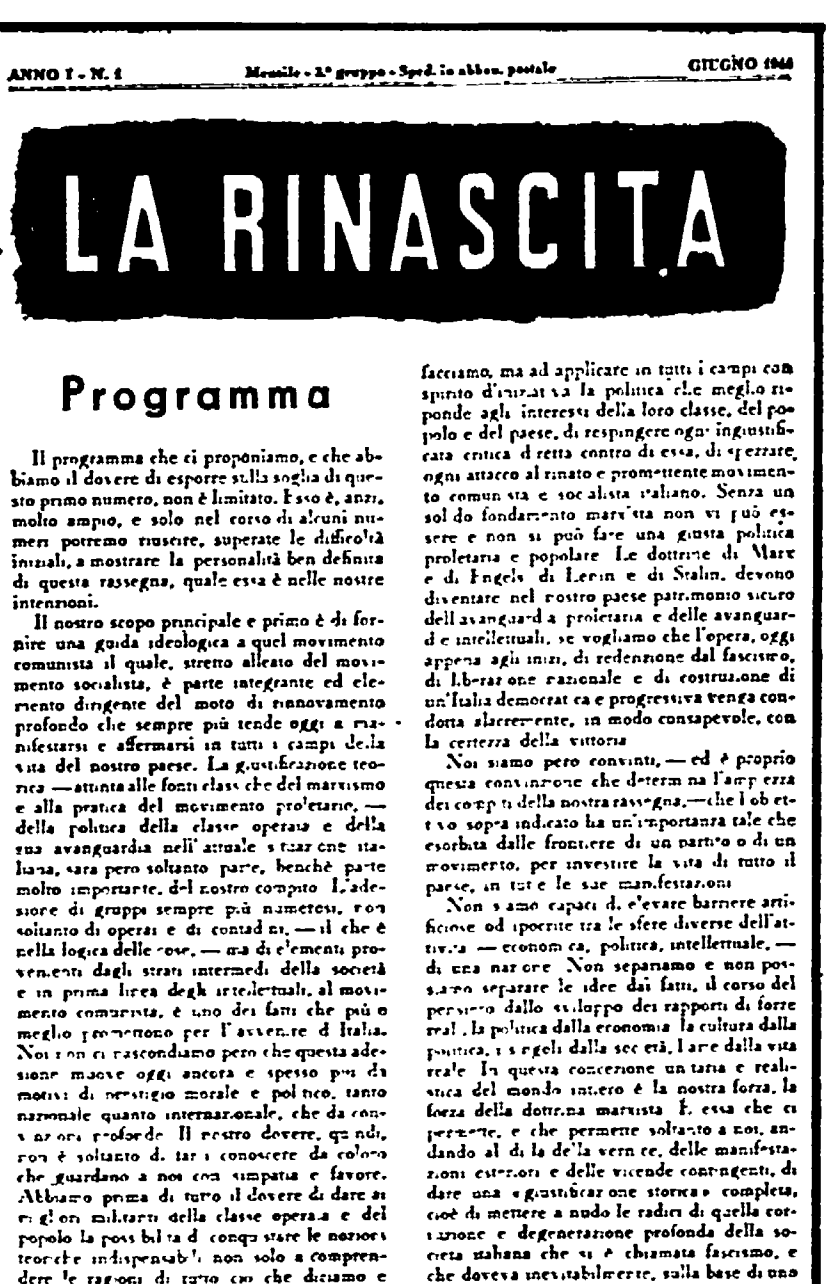 ANNO I - N. 1
Mensile - 2° gruppo - Sped. in abbon. postale
GIUGNO 1944
LA RINASCITA
Programma
Il programma che ci proponiamo, e che ab-
biamo il dovere di esporre sulla soglia di que-
sto primo numero, non è limitato. Esso è, anzi,
molto ampio, e solo nel corso di alcuni nu-
meri potremo riuscire, superate le difficoltà
iniziali, a mostrare la personalità ben definita
di questa rassegna, quale essa è nelle nostre
intenzioni.
Il nostro scopo principale e primo è di for-
nire una guida ideologica a quel movimento
comunista il quale, stretto alleato del movi-
mento socialista, è parte integrante ed ele-
mento dirigente del moto di rinnovamento
profondo che sempre più tende oggi a ma-
nifestarsi e affermarsi in tutti i campi della
vita del nostro paese. La giustificazione teo-
rica — attinta alle fonti classiche del marxismo
e alla pratica del movimento proletario, —
della politica della classe operaia e della
sua avanguardia nell'attuale situazione ita-
liana, sarà però soltanto parte, benchè parte
molto importante, del nostro compito. L'ade-
sione di gruppi sempre più numerosi, non
soltanto di operai e di contadini, — il che è
nella logica delle cose, — ma di elementi pro-
venienti dagli strati intermedi della società
e in prima linea degli intellettuali, al movi-
mento comunista, è uno dei fatti che più e
meglio promettono per l'avvenire d'Italia.
Noi non ci nascondiamo però che questa ade-
sione muove oggi ancora e spesso più da
motivi di prestigio morale e politico, tanto
nazionale quanto internazionale, che da con-
vinzioni profonde. Il nostro dovere, quindi,
non è soltanto di farci conoscere da coloro
che guardano a noi con simpatia e favore.
Abbiamo prima di tutto il dovere di dare ai
migliori militanti della classe operaia e del
popolo la possibilità di conquistare le nozioni
teoriche indispensabili non solo a compren-
dere le ragioni di tutto ciò che diciamo e
facciamo, ma ad applicare in tutti i campi con
spirito d'iniziativa la politica che meglio ri-
ponde agli interessi della loro classe, del po-
polo e del paese, di respingere ogni ingiustifi-
cata critica diretta contro di essa, di spezzare
ogni attacco al rinato e promettente movimen-
to comunista e socialista italiano. Senza un
solido fondamento marxista non vi può es-
sere e non si può fare una giusta politica
proletaria e popolare. Le dottrine di Marx
e di Engels, di Lenin e di Stalin, devono
diventare nel nostro paese patrimonio sicuro
dell'avanguardia proletaria e delle avanguar-
die intellettuali, se vogliamo che l'opera, oggi
appena agli inizi, di redenzione dal fascismo,
di liberazione nazionale e di costruzione di
un'Italia democratica e progressiva venga con-
dotta alacremente, in modo consapevole, con
la certezza della vittoria.
Noi siamo però convinti, — ed è proprio
questa convinzione che determina l'ampiezza
dei compiti della nostra rassegna, — che l'obiet-
tivo sopra indicato ha un'importanza tale che
esorbita dalle frontiere di un partito o di un
movimento, per investire la vita di tutto il
paese, in tutte le sue manifestazioni.
Non siamo capaci di elevare barriere arti-
ficiose od ipocrite tra le sfere diverse dell'at-
tività — economica, politica, intellettuale, —
di una nazione. Non separiamo e non pos-
siamo separare le idee dai fatti, il corso del
pensiero dallo sviluppo dei rapporti di forze
reali, la politica dalla economia, la cultura dalla
politica, i singoli dalla società, l'arte dalla vita
reale. In questa concezione unitaria e reali-
stica del mondo intero è la nostra forza, la
forza della dottrina marxista. È essa che ci
permette, e che permette soltanto a noi, an-
dando al di là della vernice, delle manifesta-
zioni esteriori e delle vicende contingenti, di
dare una «giustificazione storica» completa,
cioè di mettere a nudo le radici di quella cor-
ruzione e degenerazione profonda della so-
cietà italiana che si è chiamata fascismo, e
che doveva inevitabilmente, sulla base di una